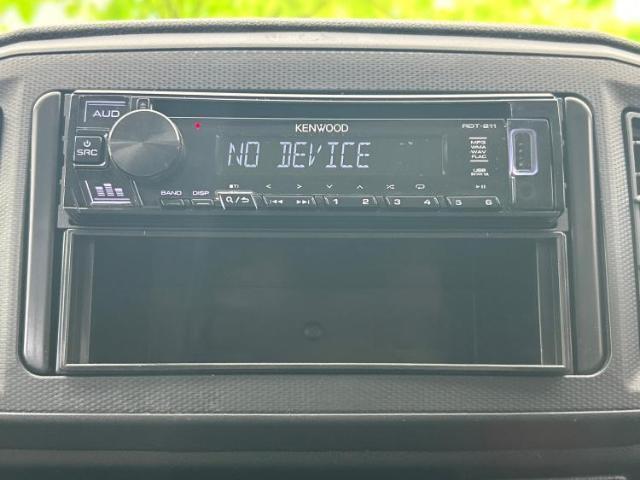 AUD
KENWOOD
RDT-211
SRC
NO DEVICE
MP3
WMA
WAV
FLAC
USB
BAND DISP
1 2 3 4 5 6